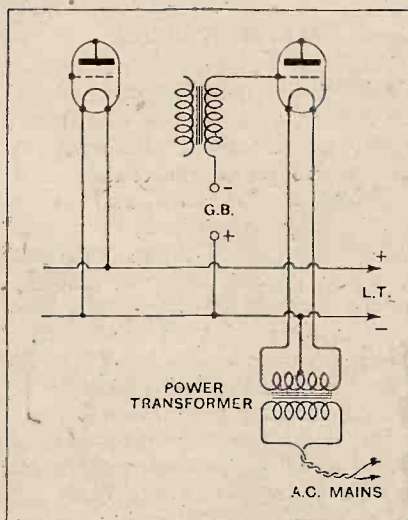 -
G.B.
+
+
L.T.
-
POWER
TRANSFORMER
A.C. MAINS